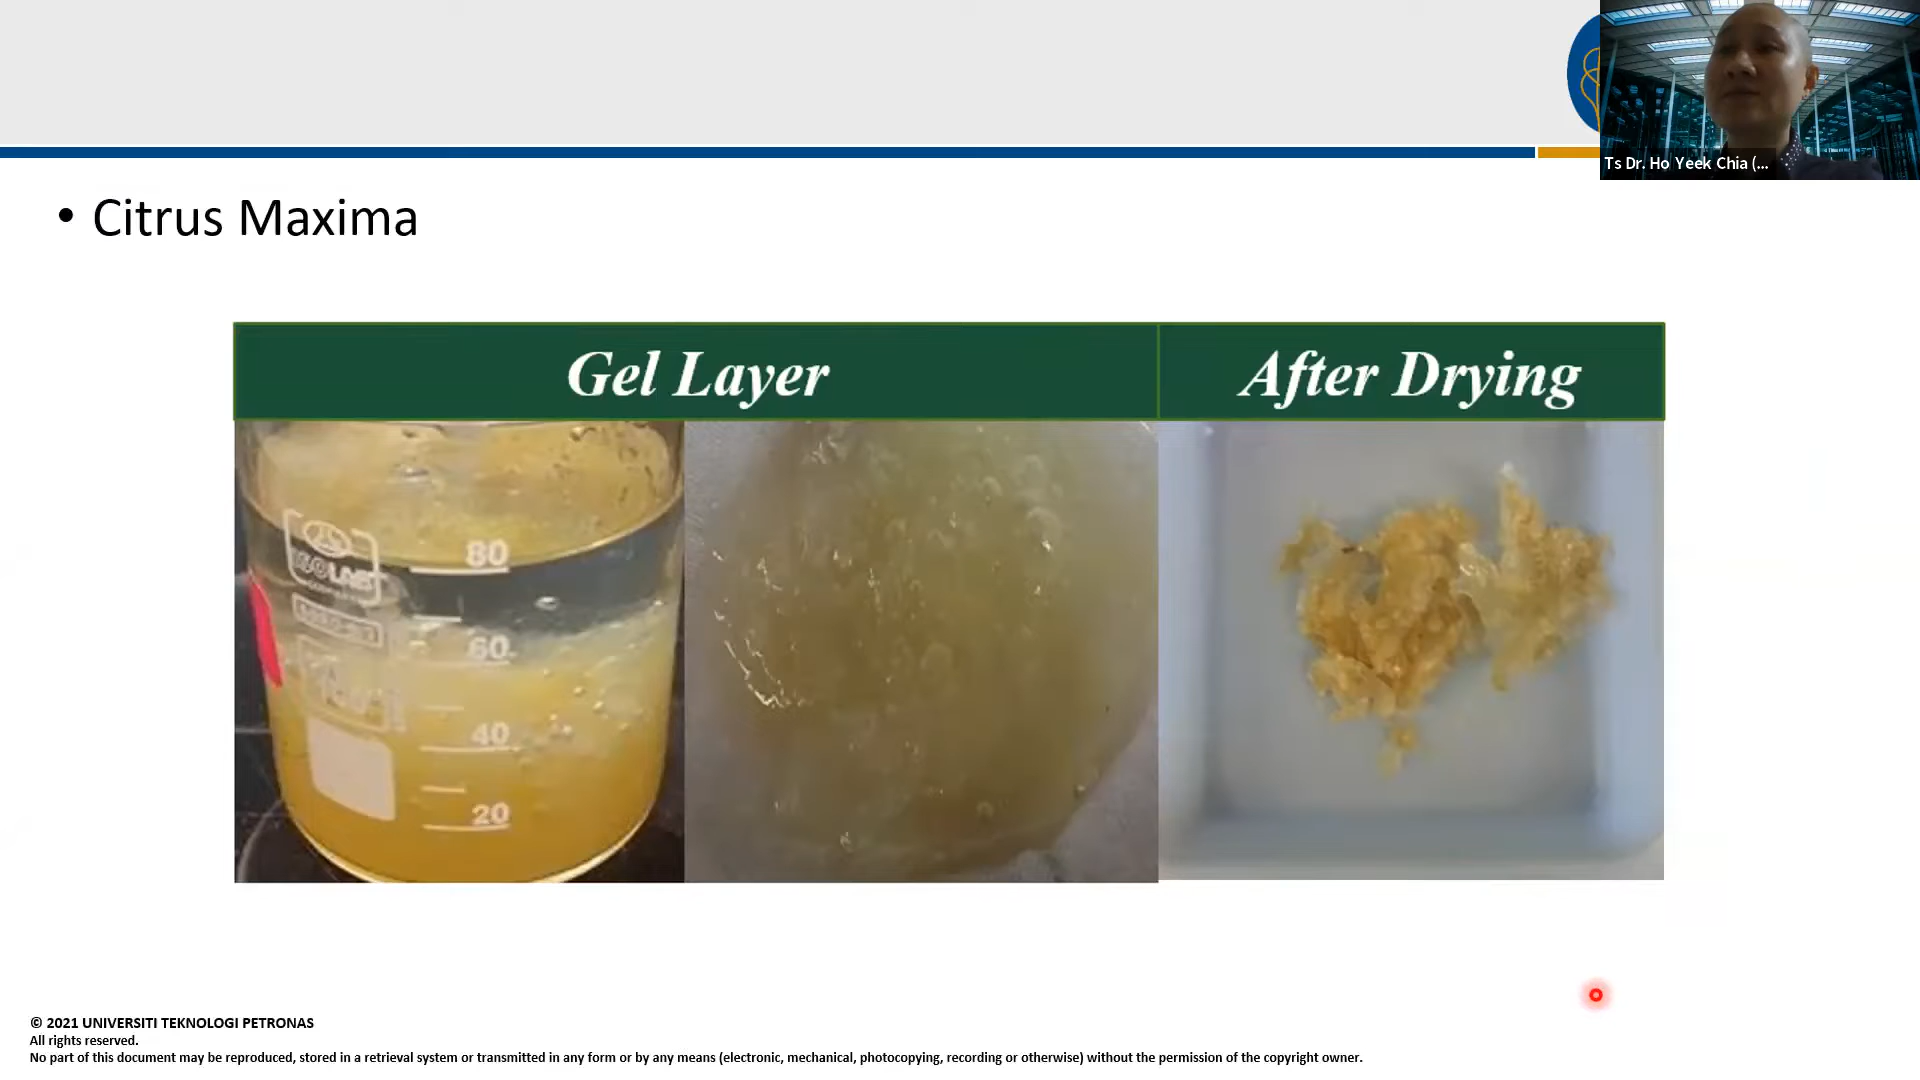 Ts Dr. Ho Yeek Chia (...
• Citrus Maxima
Gel Layer
After Drying
80
60
40
20
© 2021 UNIVERSITI TEKNOLOGI PETRONAS
All rights reserved.
No part of this document may be reproduced, stored in a retrieval system or transmitted in any form or by any means (electronic, mechanical, photocopying, recording or otherwise) without the permission of the copyright owner.